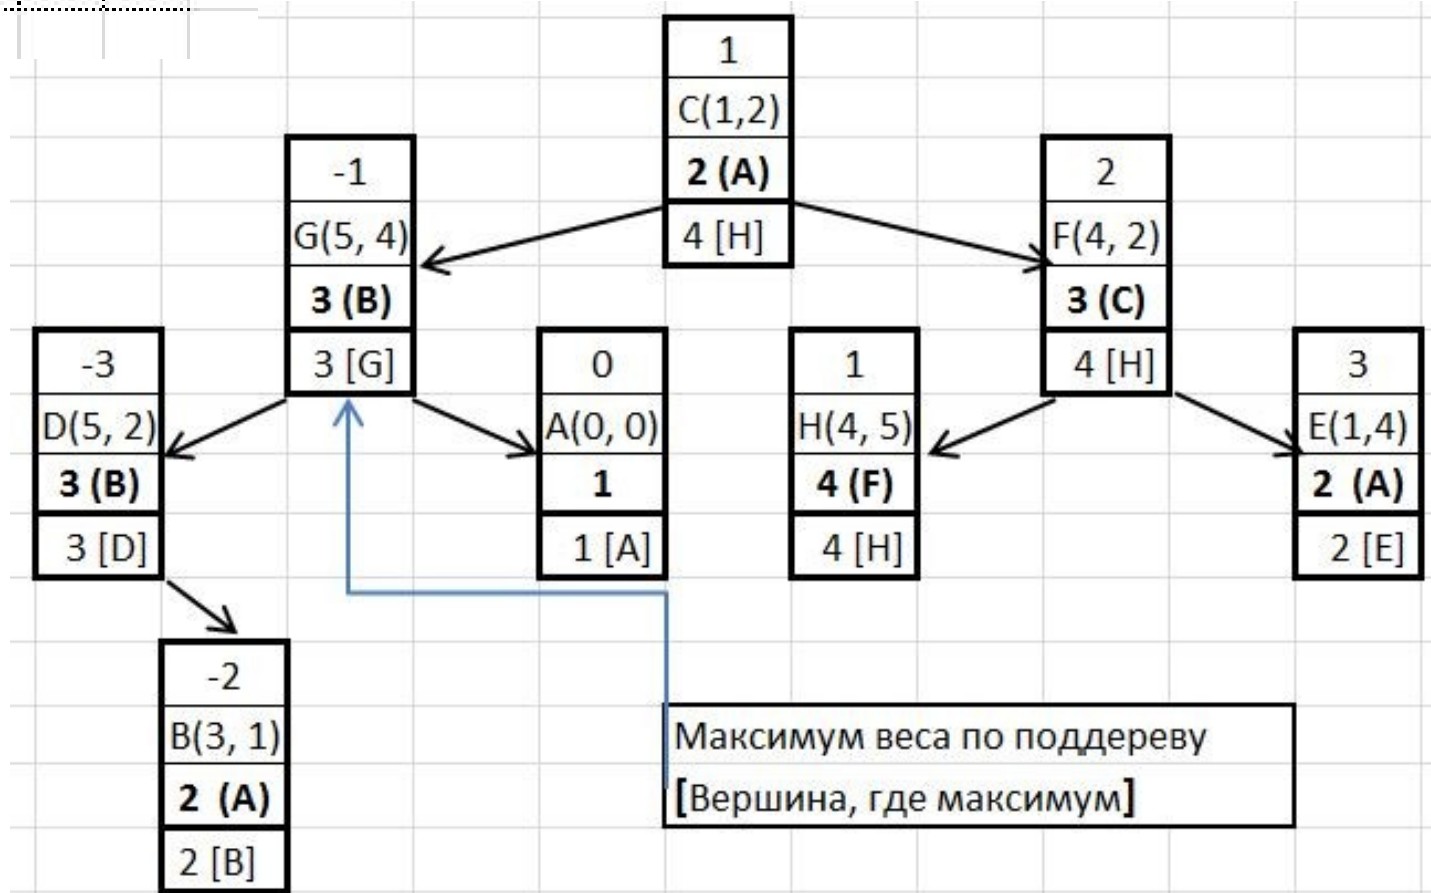 1
C(1,2)
2 (A)
4 [H]
-1
G(5, 4)
3 (B)
3 [G]
2
F(4, 2)
3 (C)
4 [H]
-3
D(5, 2)
3 (B)
3 [D]
0
A(0, 0)
1
1 [A]
1
H(4, 5)
4 (F)
4 [H]
3
E(1,4)
2 (A)
2 [E]
-2
B(3, 1)
2 (A)
2 [B]
Максимум веса по поддереву
[Вершина, где максимум]